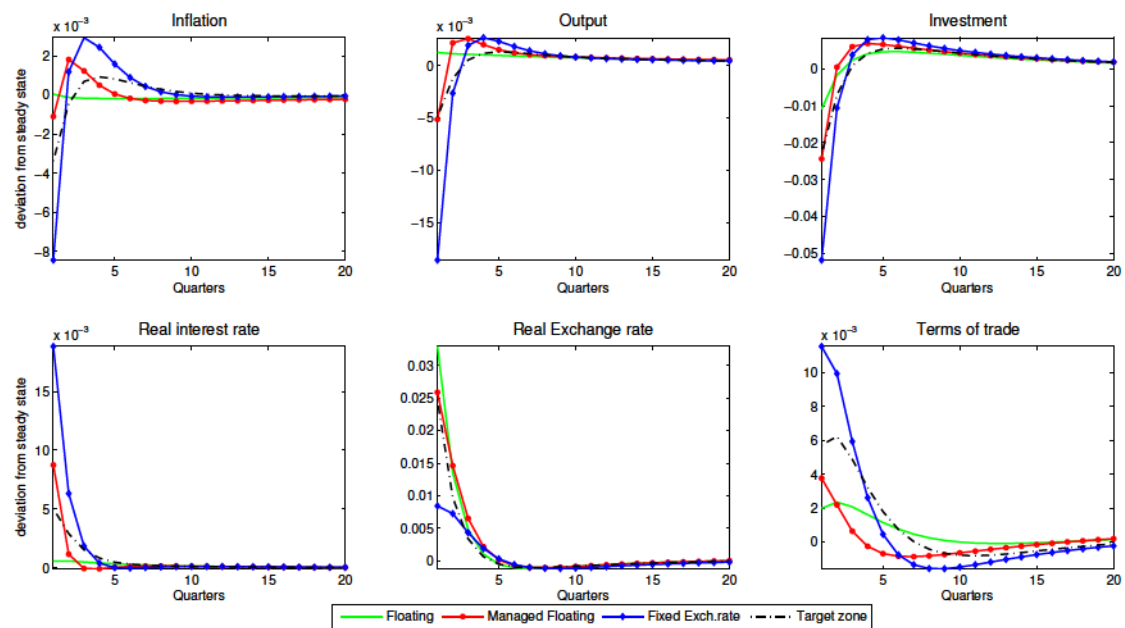 Inflation
Output
Investment
x 10⁻³
x 10⁻³
deviation from steady state
2
0
−2
−4
−6
−8
0
−5
−10
−15
0
−0.01
−0.02
−0.03
−0.04
−0.05
5 10 15 20
5 10 15 20
5 10 15 20
Quarters
Quarters
Quarters
Real interest rate
Real Exchange rate
Terms of trade
x 10⁻³
x 10⁻³
deviation from steady state
15
10
5
0
0.03
0.025
0.02
0.015
0.01
0.005
0
10
8
6
4
2
0
5 10 15 20
5 10 15 20
5 10 15 20
Quarters
Quarters
Quarters
Floating Managed Floating Fixed Exch.rate Target zone